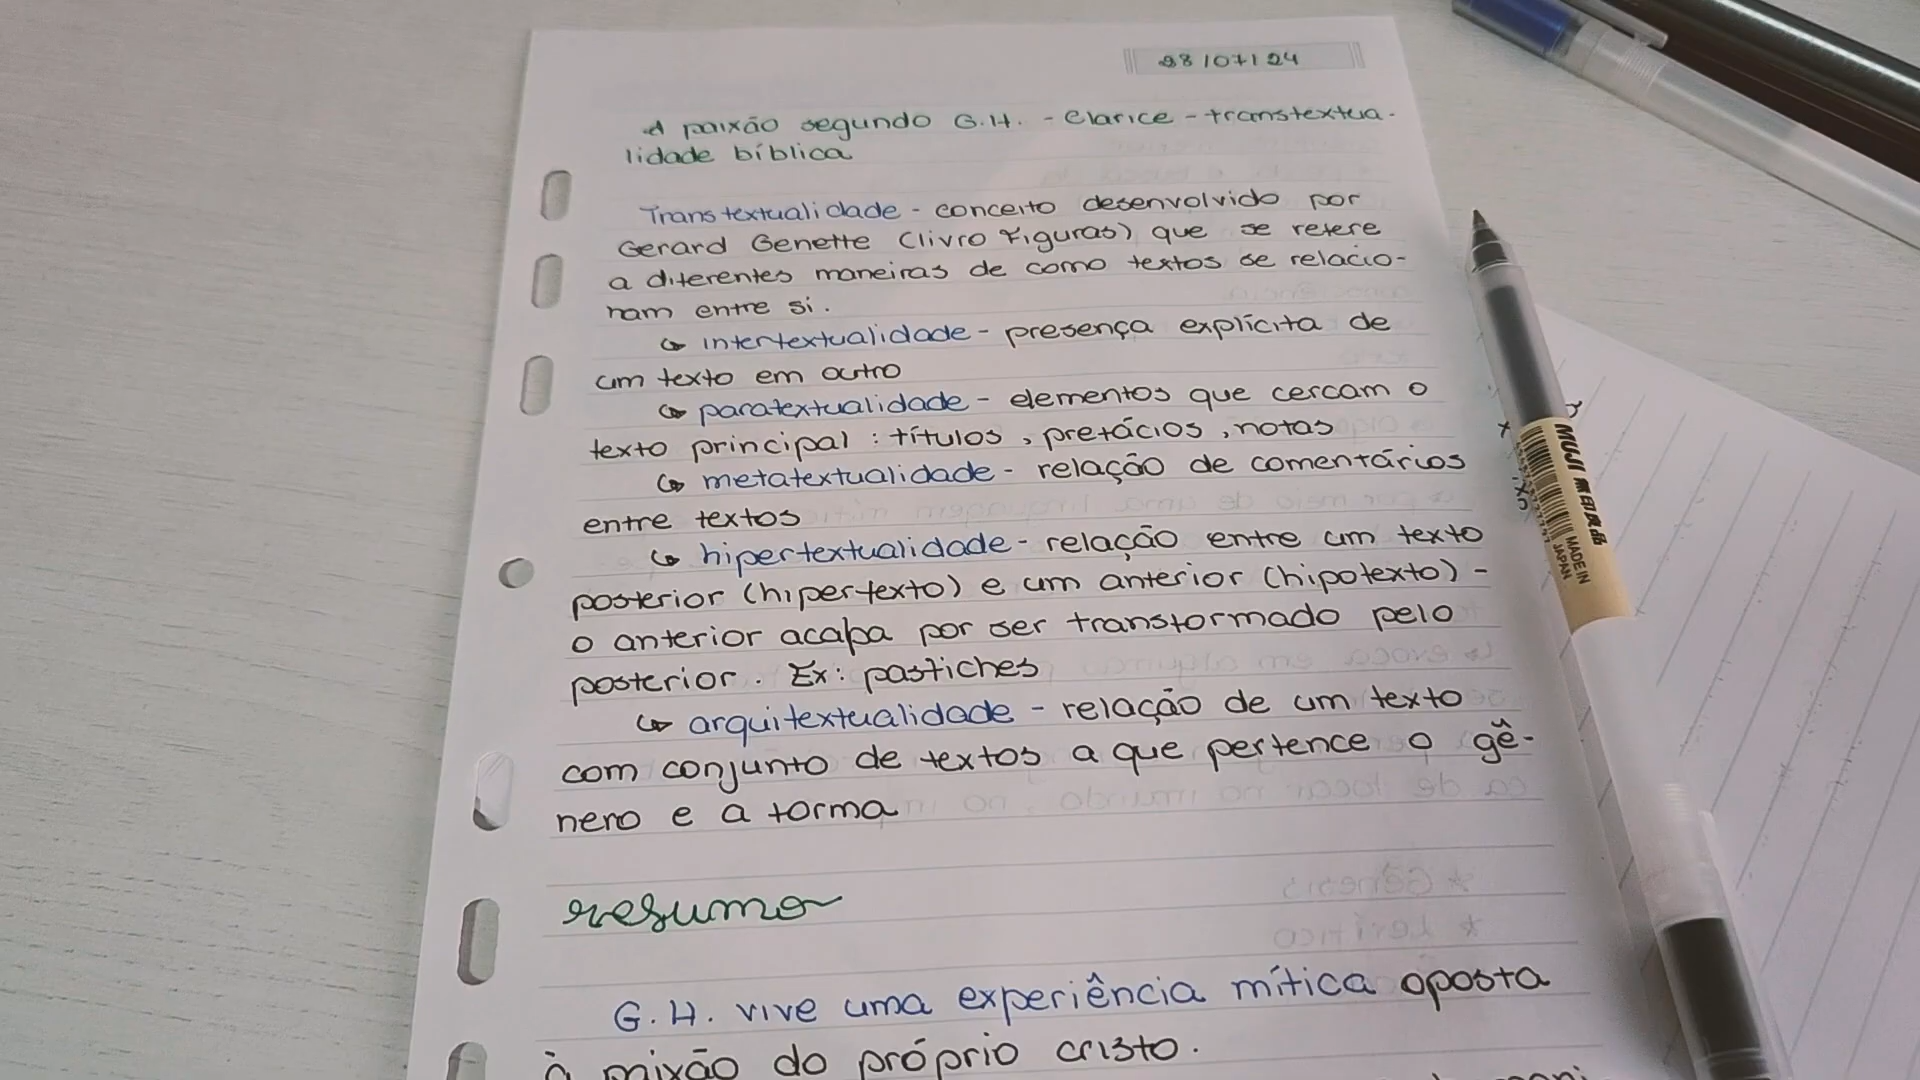 28/07/24
A paixão segundo G.H. - Clarice - transtextua-
lidade bíblica
Transtextualidade - conceito desenvolvido por
Gerard Genette (livro Figuras) que se refere
a diferentes maneiras de como textos se relacio-
nam entre si.
↳ intertextualidade - presença explícita de
um texto em outro
↳ paratextualidade - elementos que cercam o
texto principal : títulos, prefácios, notas
↳ metatextualidade - relação de comentários
entre textos
↳ hipertextualidade - relação entre um texto
posterior (hipertexto) e um anterior (hipotexto) -
o anterior acaba por ser transformado pelo
posterior. Ex: pastiches
↳ arquitextualidade - relação de um texto
com conjunto de textos a que pertence o gê-
nero e a forma
resumo
G.H. vive uma experiência mítica oposta
à paixão do próprio cristo.
MUJI 無印良品
MADE IN
JAPAN